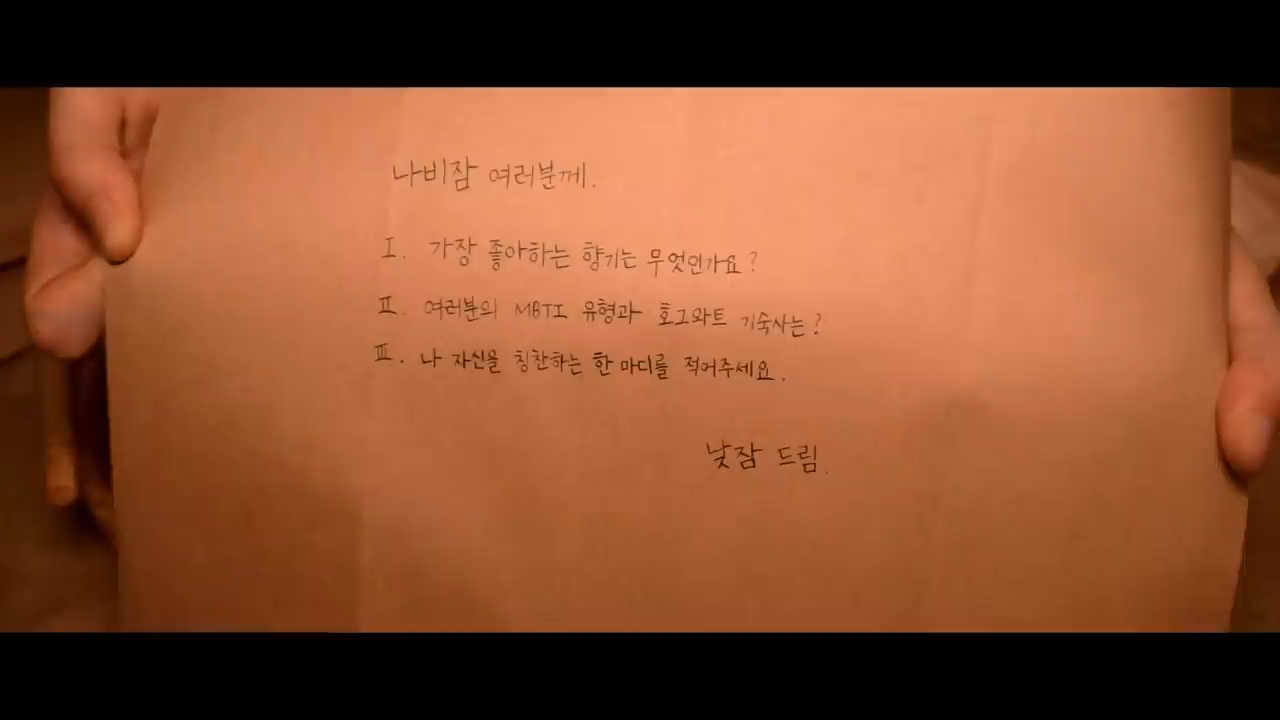 나비잠 여러분께.
I. 가장 좋아하는 향기는 무엇인가요?
II. 여러분의 MBTI 유형과 호그와트 기숙사는?
III. 나 자신을 칭찬하는 한 마디를 적어주세요.
낮잠 드림.